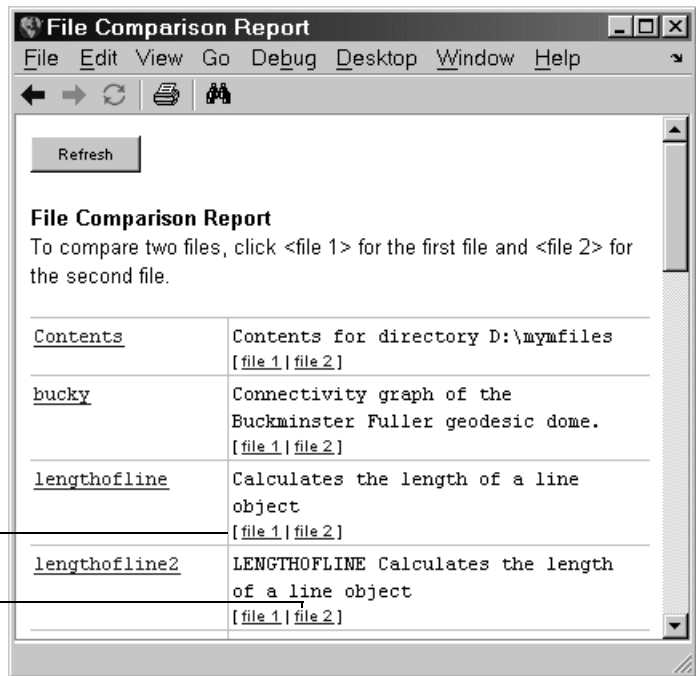 File Comparison Report
File Edit View Go Debug Desktop Window Help
Refresh
File Comparison Report
To compare two files, click <file 1> for the first file and <file 2> for
the second file.
Contents
Contents for directory D:\mymfiles
[ file 1 | file 2 ]
bucky
Connectivity graph of the
Buckminster Fuller geodesic dome.
[ file 1 | file 2 ]
lengthofline
Calculates the length of a line
object
[ file 1 | file 2 ]
lengthofline2
LENGTHOFLINE Calculates the length
of a line object
[ file 1 | file 2 ]